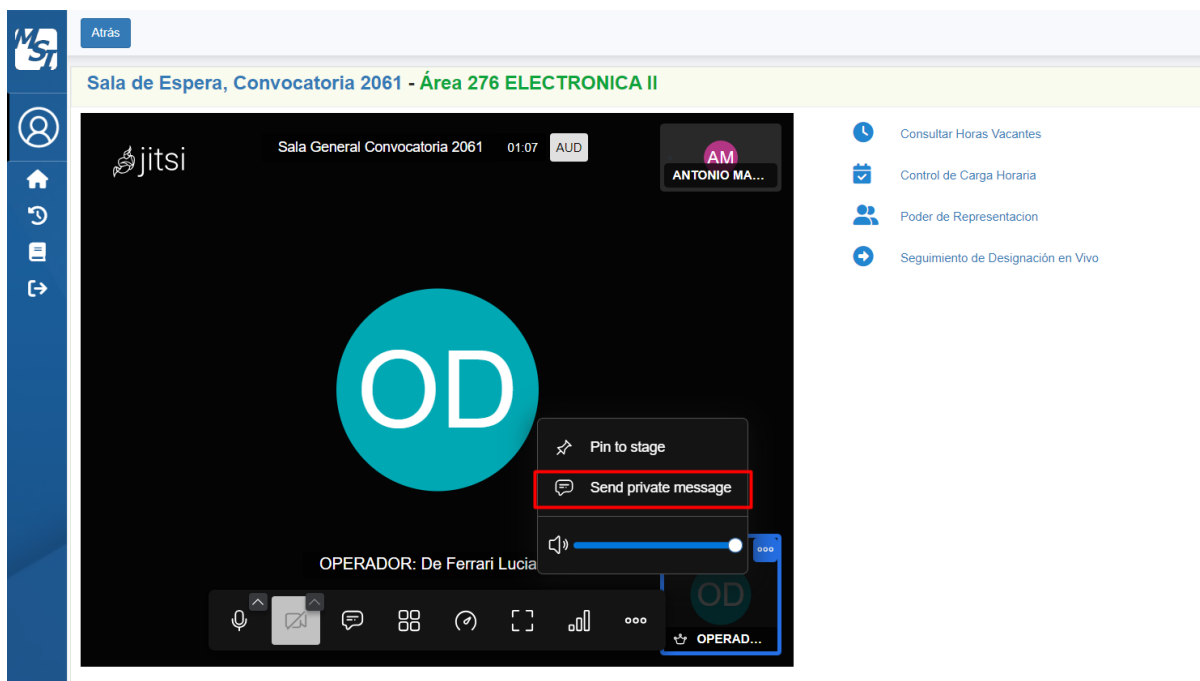 MST
Atrás
Sala de Espera, Convocatoria 2061 - Área 276 ELECTRONICA II
jitsi
Sala General Convocatoria 2061 01:07 AUD
AM
ANTONIO MA...
Consultar Horas Vacantes
Control de Carga Horaria
Poder de Representacion
Seguimiento de Designación en Vivo
OD
Pin to stage
Send private message
OPERADOR: De Ferrari Lucia
OD
OPERAD...